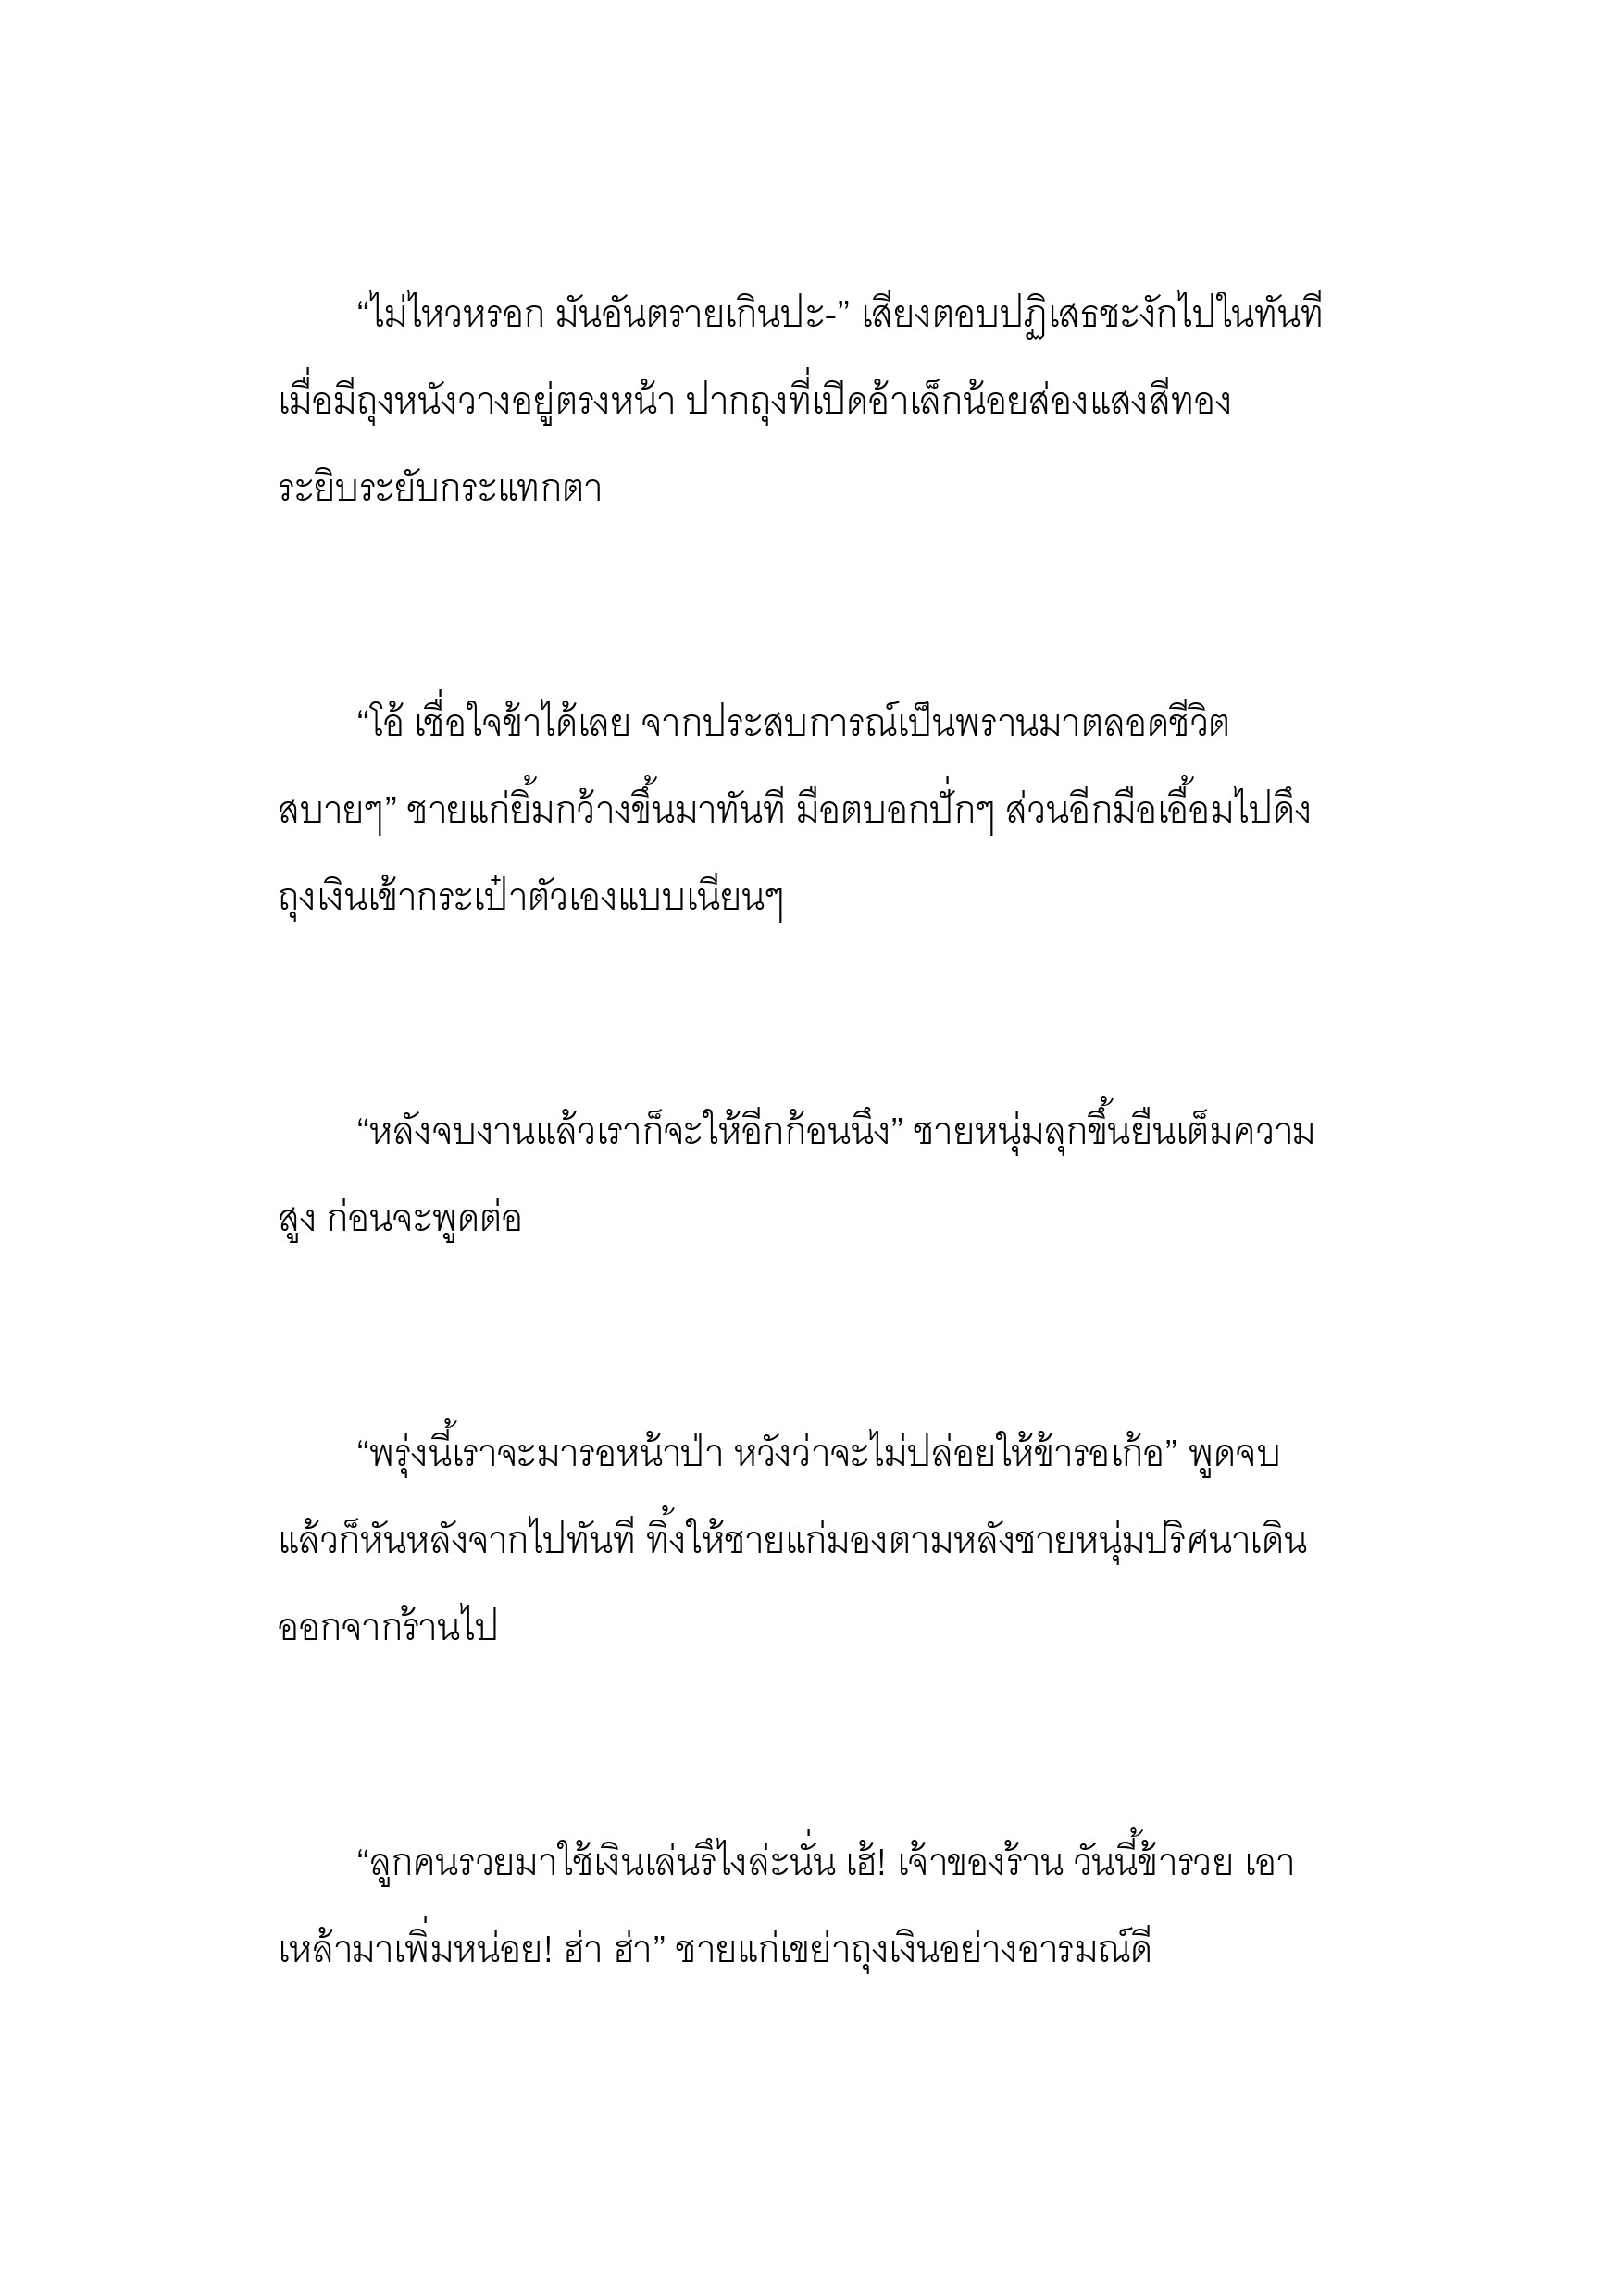 “ไม่ไหวหรอก มันอันตรายเกินปะ-” เสียงตอบปฏิเสธชะงักไปในทันที
เมื่อมีถุงหนังวางอยู่ตรงหน้า ปากถุงที่เปิดอ้าเล็กน้อยส่องแสงสีทอง
ระยิบระยับกระแทกตา
“โอ้ เชื่อใจข้าได้เลย จากประสบการณ์เป็นพรานมาตลอดชีวิต
สบายๆ” ชายแก่ยิ้มกว้างขึ้นมาทันที มือตบอกปั่กๆ ส่วนอีกมือเอื้อมไปดึง
ถุงเงินเข้ากระเป๋าตัวเองแบบเนียนๆ
“หลังจบงานแล้วเราก็จะให้อีกก้อนนึง” ชายหนุ่มลุกขึ้นยืนเต็มความ
สูง ก่อนจะพูดต่อ
“พรุ่งนี้เราจะมารอหน้าป่า หวังว่าจะไม่ปล่อยให้ข้ารอเก้อ” พูดจบ
แล้วก็หันหลังจากไปทันที ทิ้งให้ชายแก่มองตามหลังชายหนุ่มปริศนาเดิน
ออกจากร้านไป
“ลูกคนรวยมาใช้เงินเล่นรึไงล่ะนั่น เฮ้! เจ้าของร้าน วันนี้ข้ารวย เอา
เหล้ามาเพิ่มหน่อย! ฮ่า ฮ่า” ชายแก่เขย่าถุงเงินอย่างอารมณ์ดี